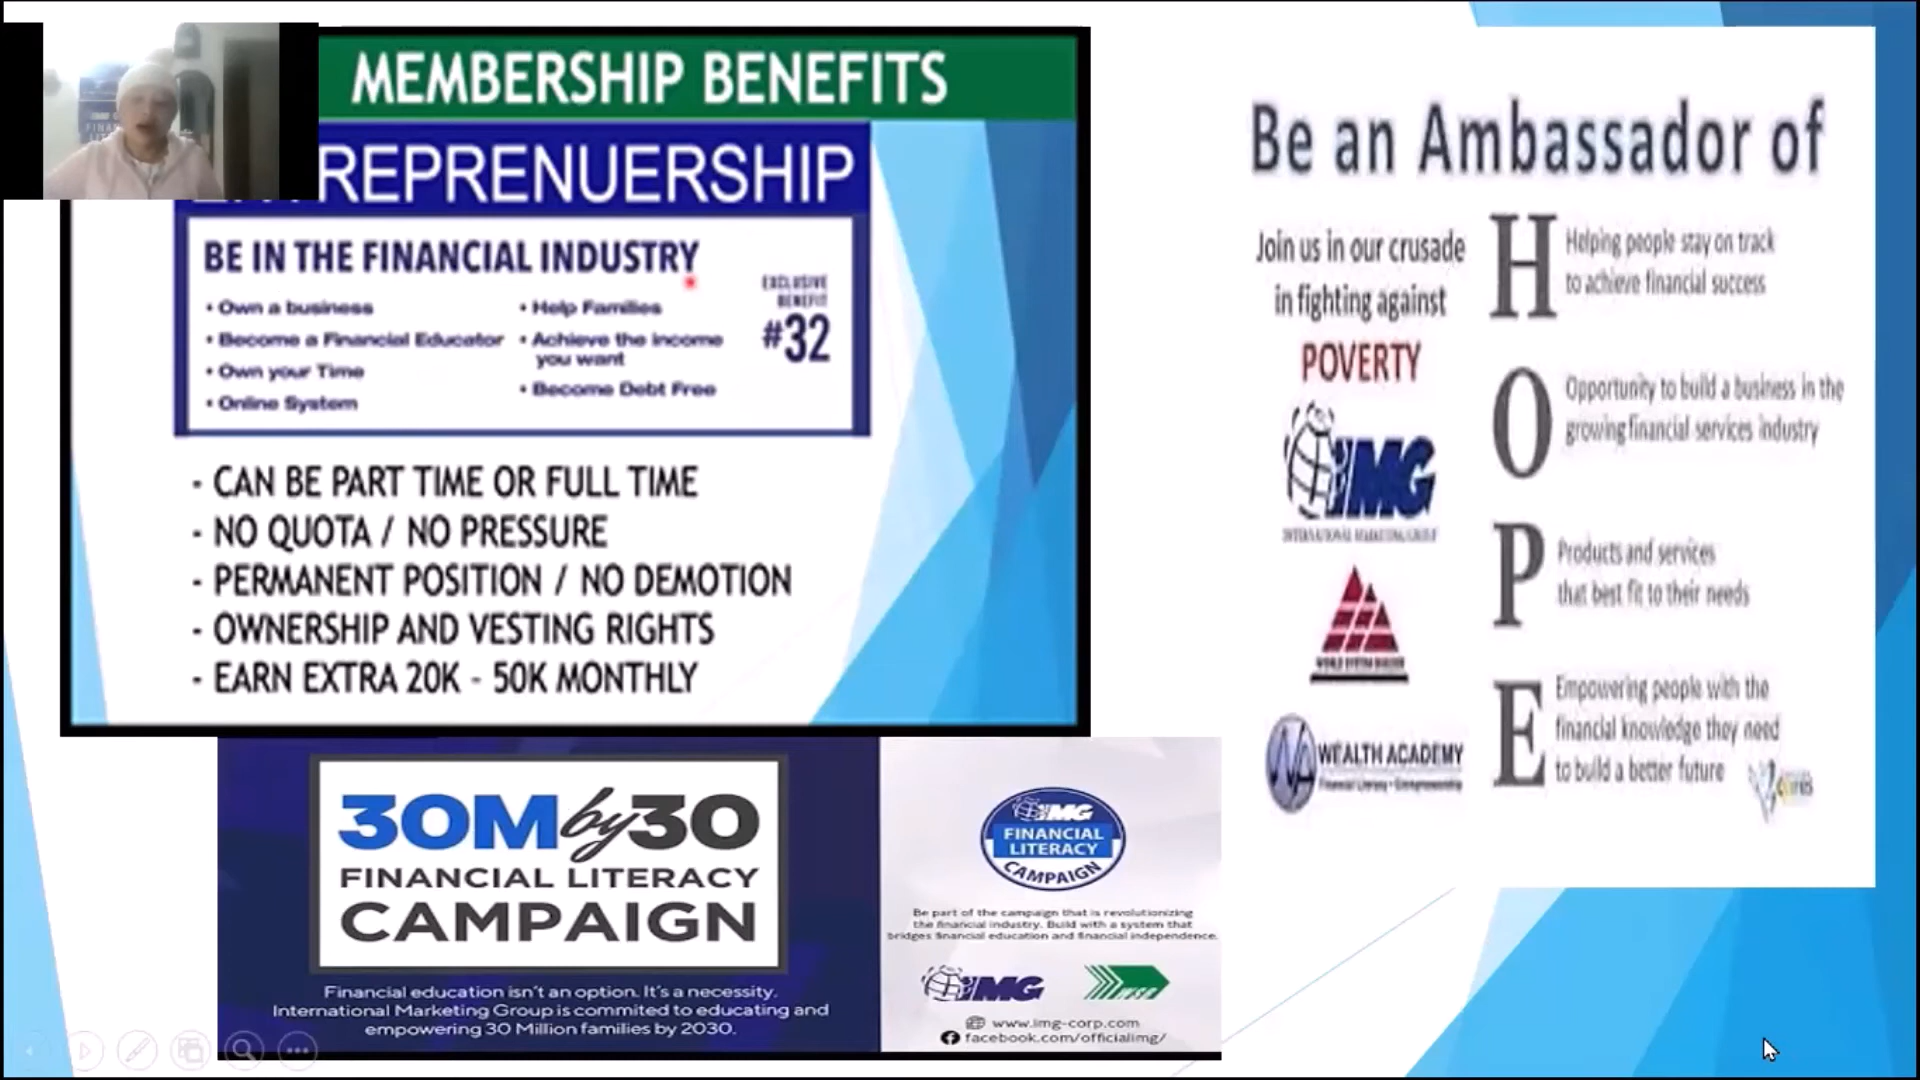 MEMBERSHIP BENEFITS
REPRENUERSHIP
BE IN THE FINANCIAL INDUSTRY
• Own a business
• Become a Financial Educator
• Own your Time
• Online System
• Help Families
• Achieve the income
you want
• Become Debt Free
EXCLUSIVE
BENEFIT
#32
- CAN BE PART TIME OR FULL TIME
- NO QUOTA / NO PRESSURE
- PERMANENT POSITION / NO DEMOTION
- OWNERSHIP AND VESTING RIGHTS
- EARN EXTRA 20K - 50K MONTHLY
Be an Ambassador of
Join us in our crusade
in fighting against
POVERTY
IMG
INTERNATIONAL MARKETING GROUP
WORLD SYSTEM BUILDER
WEALTH ACADEMY
Financial Literacy • Entrepreneurship
H
Helping people stay on track
to achieve financial success
O
Opportunity to build a business in the
growing financial services industry
P
Products and services
that best fit to their needs
E
Empowering people with the
financial knowledge they need
to build a better future
30M by 30
FINANCIAL LITERACY
CAMPAIGN
Financial education isn't an option. It's a necessity.
International Marketing Group is commited to educating and
empowering 30 Million families by 2030.
IMG
FINANCIAL
LITERACY
CAMPAIGN
Be part of the campaign that is revolutionizing
the financial industry. Build with a system that
bridges financial education and financial independence.
IMG
WSB
www.img-corp.com
facebook.com/officialimg/